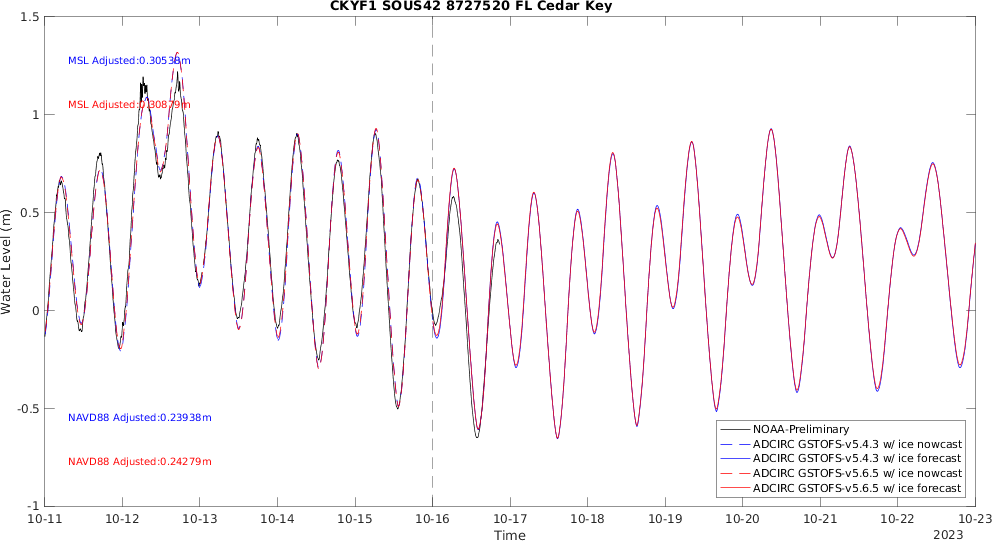 CKYF1 SOUS42 8727520 FL Cedar Key
1.5
1
0.5
0
-0.5
-1
Water Level (m)
MSL Adjusted:0.30538m
MSL Adjusted:0.30879m
NAVD88 Adjusted:0.23938m
NAVD88 Adjusted:0.24279m
NOAA-Preliminary
ADCIRC GSTOFS-v5.4.3 w/ ice nowcast
ADCIRC GSTOFS-v5.4.3 w/ ice forecast
ADCIRC GSTOFS-v5.6.5 w/ ice nowcast
ADCIRC GSTOFS-v5.6.5 w/ ice forecast
10-11 10-12 10-13 10-14 10-15 10-16 10-17 10-18 10-19 10-20 10-21 10-22 10-23
Time
2023